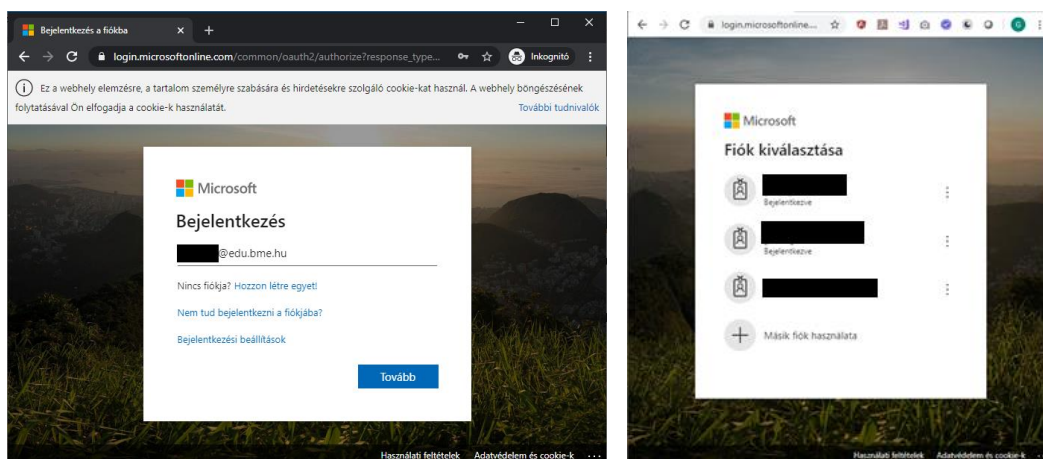 Bejelentkezés a fiókba
login.microsoftonline.com/common/oauth2/authorize?response_type...
Inkognitó
Ez a webhely elemzésre, a tartalom személyre szabására és hirdetésekre szolgáló cookie-kat használ. A webhely böngészésének
folytatásával Ön elfogadja a cookie-k használatát.
További tudnivalók
Microsoft
Bejelentkezés
@edu.bme.hu
Nincs fiókja? Hozzon létre egyet!
Nem tud bejelentkezni a fiókjába?
Bejelentkezési beállítások
Tovább
Használati feltételek Adatvédelem és cookie-k ...
login.microsoftonline....
G
Microsoft
Fiók kiválasztása
Bejelentkezve
Bejelentkezve
Másik fiók használata
Használati feltételek Adatvédelem és cookie-k ...